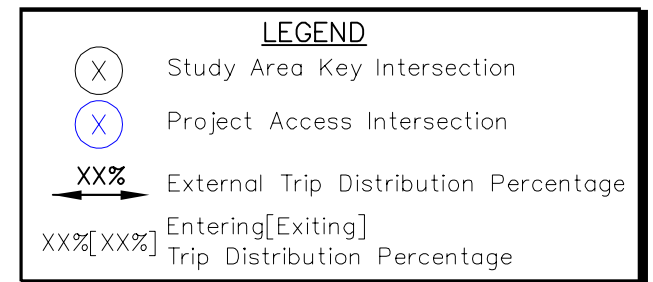 LEGEND
X Study Area Key Intersection
X Project Access Intersection
XX% External Trip Distribution Percentage
XX%[XX%] Entering[Exiting]
Trip Distribution Percentage